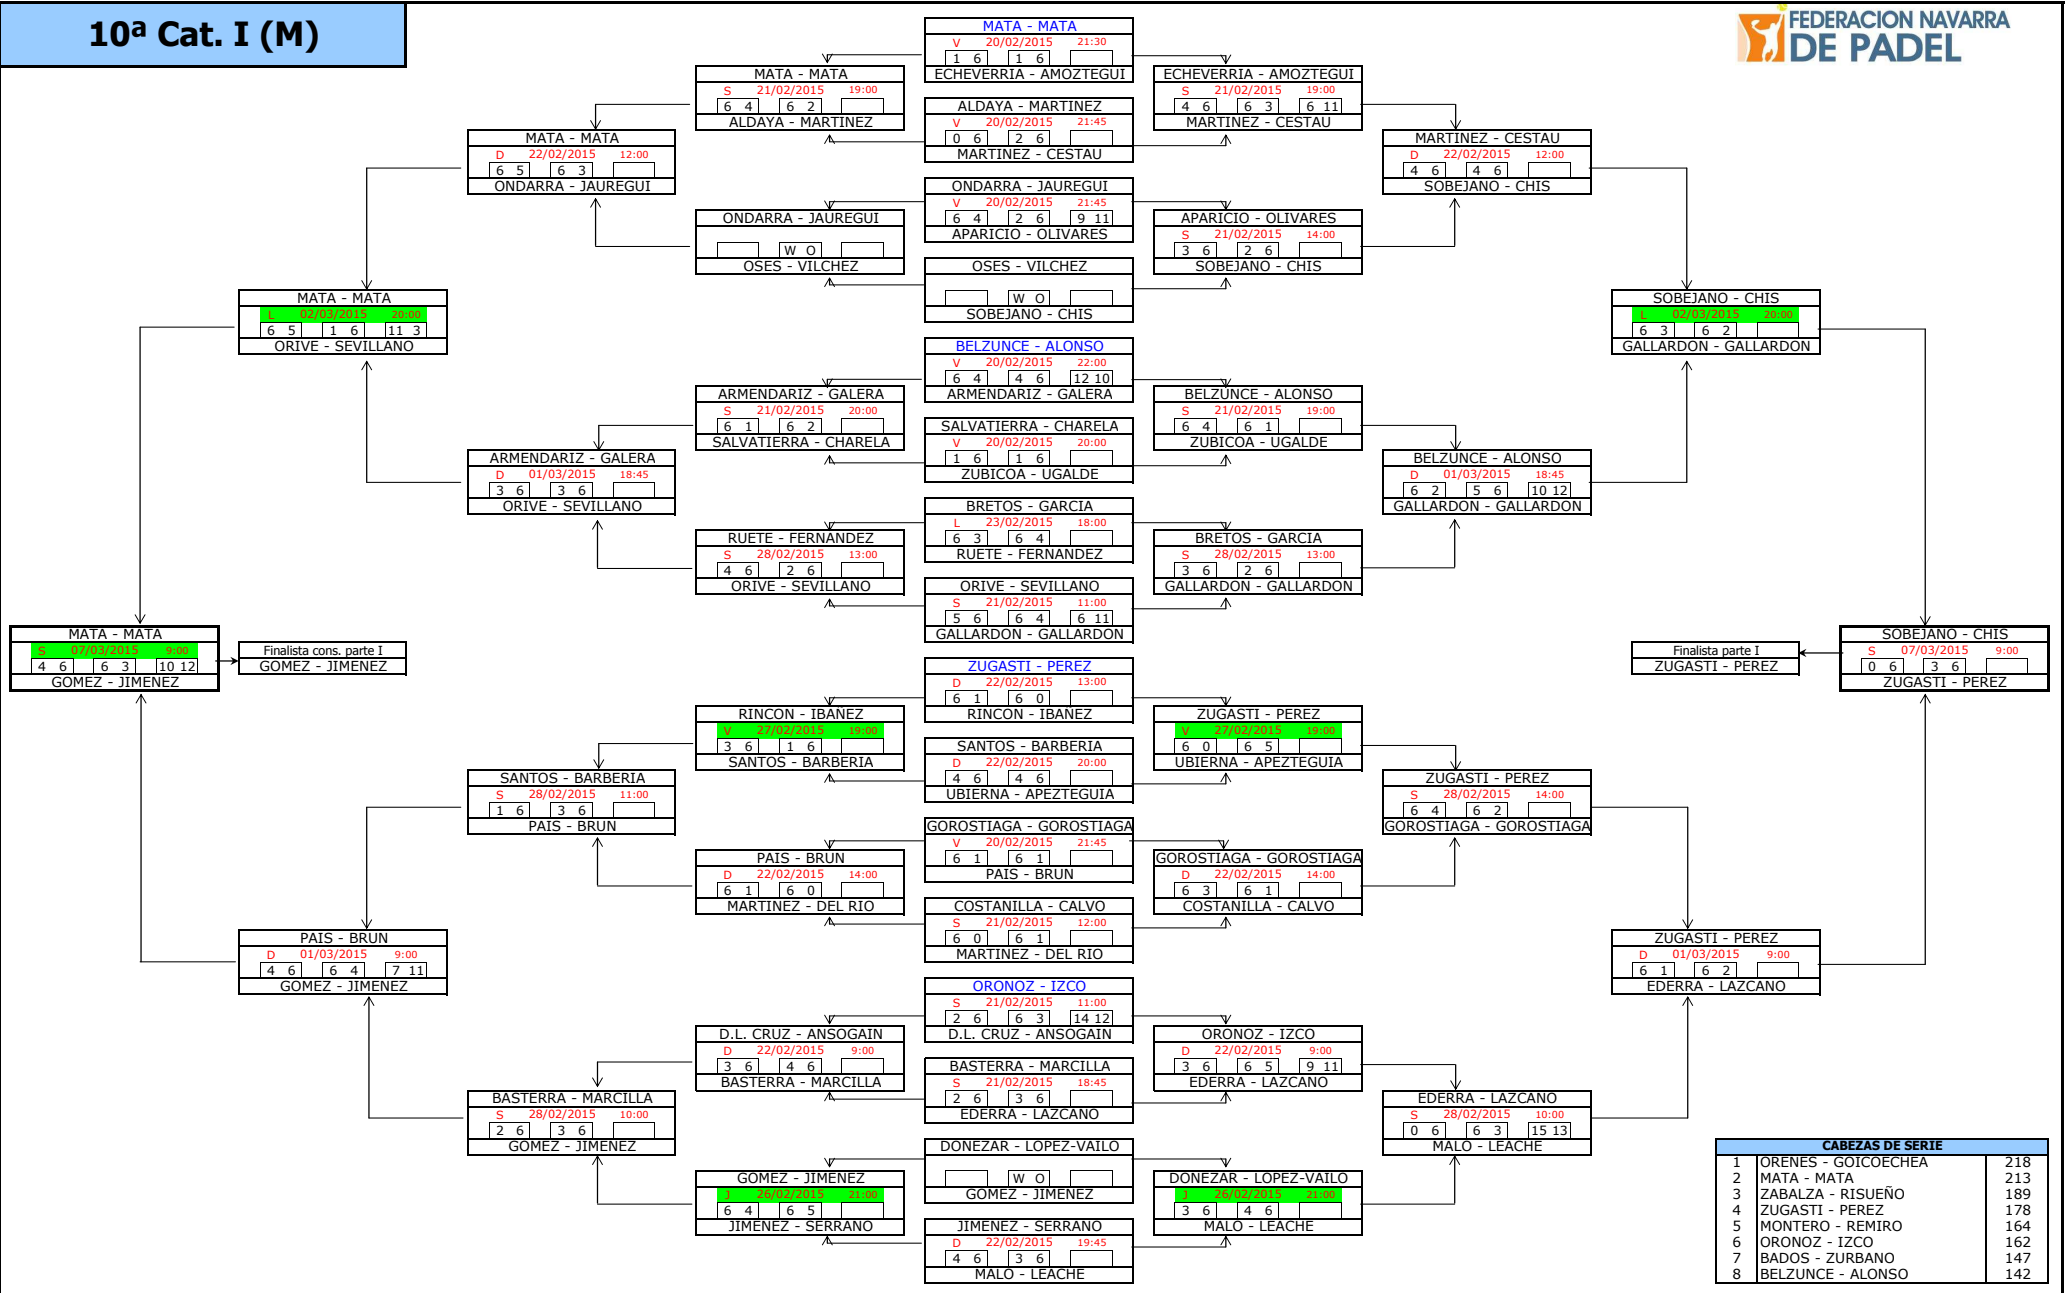 10ª Cat. I (M)
FEDERACION NAVARRA
DE PADEL
MATA - MATA
V 20/02/2015 21:30
1 6 1 6
ECHEVERRIA - AMOZTEGUI
ALDAYA - MARTINEZ
V 20/02/2015 21:45
0 6 2 6
MARTINEZ - CESTAU
ONDARRA - JAUREGUI
V 20/02/2015 21:45
6 4 2 6 9 11
APARICIO - OLIVARES
OSES - VILCHEZ
W O
SOBEJANO - CHIS
BELZUNCE - ALONSO
V 20/02/2015 22:00
6 4 4 6 12 10
ARMENDARIZ - GALERA
SALVATIERRA - CHARELA
V 20/02/2015 20:00
1 6 1 6
ZUBICOA - UGALDE
BRETOS - GARCIA
L 23/02/2015 18:00
6 3 6 4
RUETE - FERNANDEZ
ORIVE - SEVILLANO
S 21/02/2015 11:00
5 6 6 4 6 11
GALLARDON - GALLARDON
ZUGASTI - PEREZ
D 22/02/2015 13:00
6 1 6 0
RINCON - IBAÑEZ
SANTOS - BARBERIA
D 22/02/2015 20:00
4 6 4 6
UBIERNA - APEZTEGUIA
GOROSTIAGA - GOROSTIAGA
V 20/02/2015 21:45
6 1 6 1
PAIS - BRUN
COSTANILLA - CALVO
S 21/02/2015 12:00
6 0 6 1
MARTINEZ - DEL RIO
ORONOZ - IZCO
S 21/02/2015 11:00
2 6 6 3 14 12
D.L. CRUZ - ANSOGAIN
BASTERRA - MARCILLA
S 21/02/2015 18:45
2 6 3 6
EDERRA - LAZCANO
DONEZAR - LOPEZ-VAILO
W O
GOMEZ - JIMENEZ
JIMENEZ - SERRANO
D 22/02/2015 19:45
4 6 3 6
MALO - LEACHE
MATA - MATA
S 21/02/2015 19:00
6 4 6 2
ALDAYA - MARTINEZ
ONDARRA - JAUREGUI
W O
OSES - VILCHEZ
ARMENDARIZ - GALERA
S 21/02/2015 20:00
6 1 6 2
SALVATIERRA - CHARELA
RUETE - FERNANDEZ
S 28/02/2015 13:00
4 6 2 6
ORIVE - SEVILLANO
RINCON - IBAÑEZ
V 27/02/2015 19:00
3 6 1 6
SANTOS - BARBERIA
PAIS - BRUN
D 22/02/2015 14:00
6 1 6 0
MARTINEZ - DEL RIO
D.L. CRUZ - ANSOGAIN
D 22/02/2015 9:00
3 6 4 6
BASTERRA - MARCILLA
GOMEZ - JIMENEZ
J 26/02/2015 21:00
6 4 6 5
JIMENEZ - SERRANO
MATA - MATA
D 22/02/2015 12:00
6 5 6 3
ONDARRA - JAUREGUI
ARMENDARIZ - GALERA
D 01/03/2015 18:45
3 6 3 6
ORIVE - SEVILLANO
SANTOS - BARBERIA
S 28/02/2015 11:00
1 6 3 6
PAIS - BRUN
BASTERRA - MARCILLA
S 28/02/2015 10:00
2 6 3 6
GOMEZ - JIMENEZ
MATA - MATA
L 02/03/2015 20:00
6 5 1 6 11 3
ORIVE - SEVILLANO
PAIS - BRUN
D 01/03/2015 9:00
4 6 6 4 7 11
GOMEZ - JIMENEZ
MATA - MATA
S 07/03/2015 9:00
4 6 6 3 10 12
GOMEZ - JIMENEZ
Finalista cons. parte I
GOMEZ - JIMENEZ
ECHEVERRIA - AMOZTEGUI
S 21/02/2015 19:00
4 6 6 3 6 11
MARTINEZ - CESTAU
APARICIO - OLIVARES
S 21/02/2015 14:00
3 6 2 6
SOBEJANO - CHIS
BELZUNCE - ALONSO
S 21/02/2015 19:00
6 4 6 1
ZUBICOA - UGALDE
BRETOS - GARCIA
S 28/02/2015 13:00
3 6 2 6
GALLARDON - GALLARDON
ZUGASTI - PEREZ
V 27/02/2015 19:00
6 0 6 5
UBIERNA - APEZTEGUIA
GOROSTIAGA - GOROSTIAGA
D 22/02/2015 14:00
6 3 6 1
COSTANILLA - CALVO
ORONOZ - IZCO
D 22/02/2015 9:00
3 6 6 5 9 11
EDERRA - LAZCANO
DONEZAR - LOPEZ-VAILO
J 26/02/2015 21:00
3 6 4 6
MALO - LEACHE
MARTINEZ - CESTAU
D 22/02/2015 12:00
4 6 4 6
SOBEJANO - CHIS
BELZUNCE - ALONSO
D 01/03/2015 18:45
6 2 5 6 10 12
GALLARDON - GALLARDON
ZUGASTI - PEREZ
S 28/02/2015 14:00
6 4 6 2
GOROSTIAGA - GOROSTIAGA
EDERRA - LAZCANO
S 28/02/2015 10:00
0 6 6 3 15 13
MALO - LEACHE
SOBEJANO - CHIS
L 02/03/2015 20:00
6 3 6 2
GALLARDON - GALLARDON
ZUGASTI - PEREZ
D 01/03/2015 9:00
6 1 6 2
EDERRA - LAZCANO
Finalista parte I
ZUGASTI - PEREZ
SOBEJANO - CHIS
S 07/03/2015 9:00
0 6 3 6
ZUGASTI - PEREZ
CABEZAS DE SERIE
1 ORENES - GOICOECHEA 218
2 MATA - MATA 213
3 ZABALZA - RISUEÑO 189
4 ZUGASTI - PEREZ 178
5 MONTERO - REMIRO 164
6 ORONOZ - IZCO 162
7 BADOS - ZURBANO 147
8 BELZUNCE - ALONSO 142